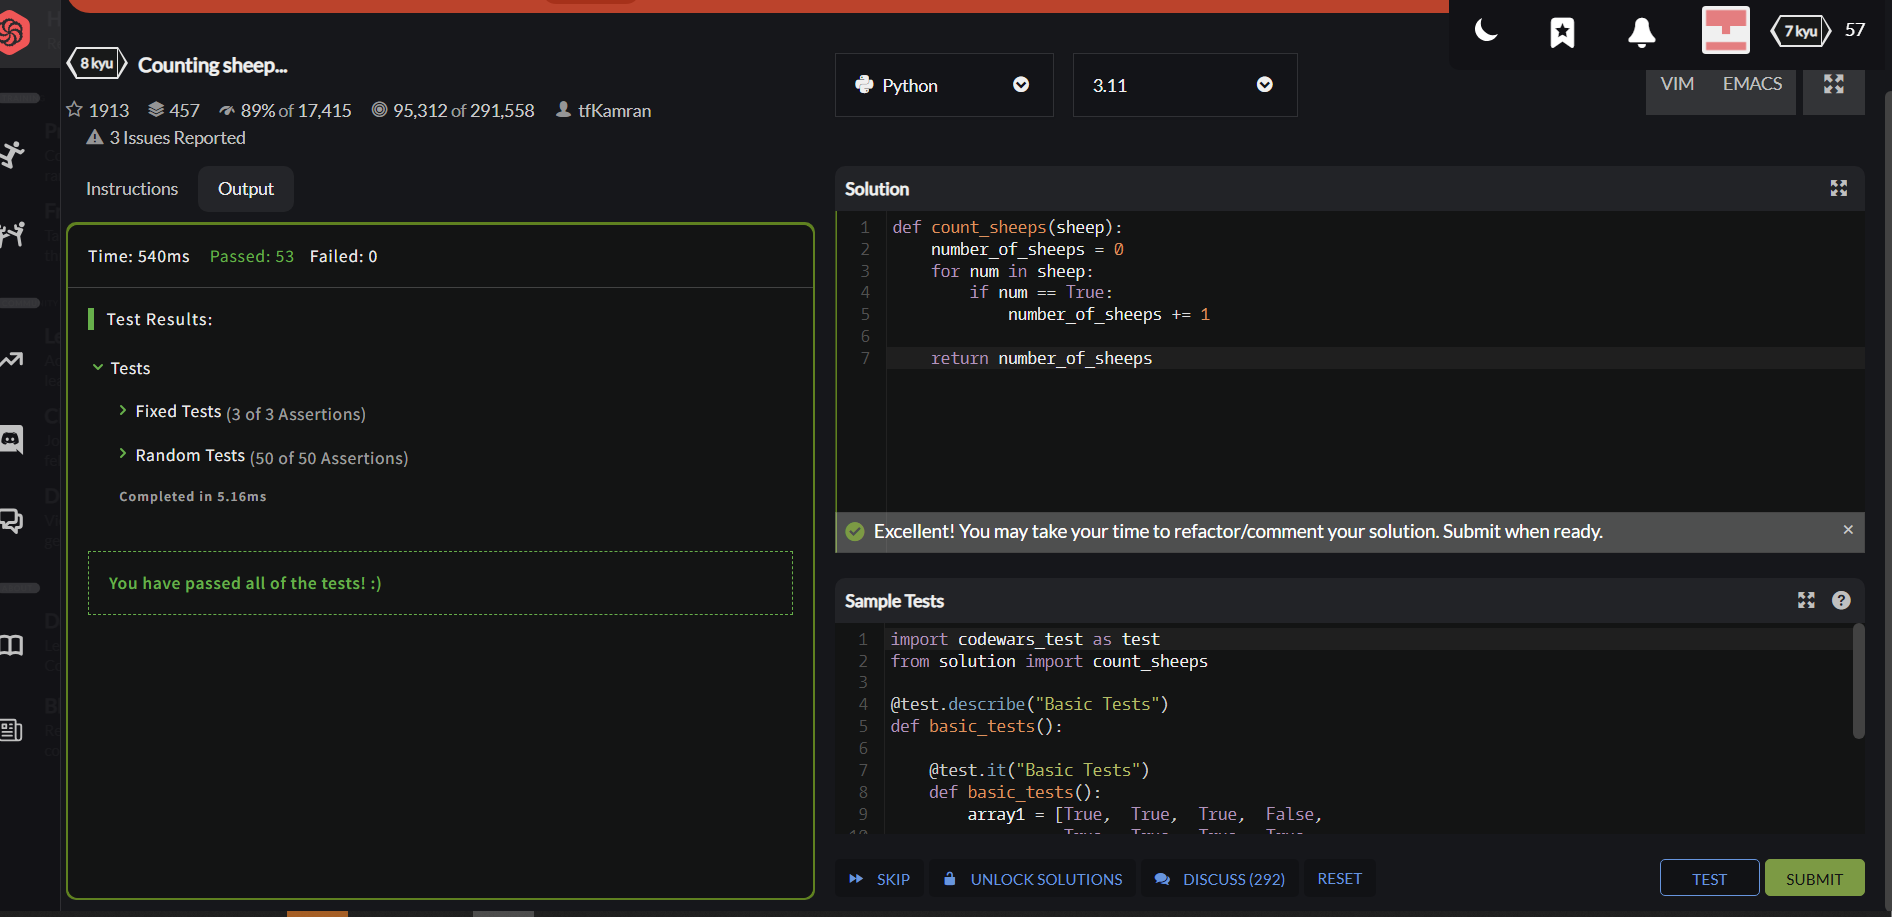 8 kyu
Counting sheep...
1913 457 89% of 17,415 95,312 of 291,558 tfKamran
3 Issues Reported
Instructions
Output
Time: 540ms Passed: 53 Failed: 0
Test Results:
Tests
Fixed Tests (3 of 3 Assertions)
Random Tests (50 of 50 Assertions)
Completed in 5.16ms
You have passed all of the tests! :)
Python
3.11
7 kyu
57
VIM
EMACS
Solution
1 def count_sheeps(sheep):
2 number_of_sheeps = 0
3 for num in sheep:
4 if num == True:
5 number_of_sheeps += 1
6
7 return number_of_sheeps
Excellent! You may take your time to refactor/comment your solution. Submit when ready.
Sample Tests
1 import codewars_test as test
2 from solution import count_sheeps
3
4 @test.describe("Basic Tests")
5 def basic_tests():
6
7 @test.it("Basic Tests")
8 def basic_tests():
9 array1 = [True, True, True, False,
10 True, True, True, True
SKIP
UNLOCK SOLUTIONS
DISCUSS (292)
RESET
TEST
SUBMIT